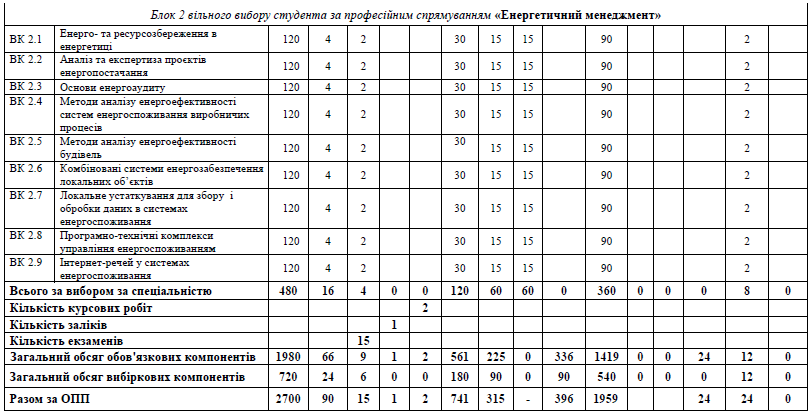 Блок 2 вільного вибору студента за професійним спрямуванням «Енергетичний менеджмент»
ВК 2.1 Енерго- та ресурсозбереження в
енергетиці 120 4 2 30 15 15 90 2
ВК 2.2 Аналіз та експертиза проєктів
енергопостачання 120 4 2 30 15 15 90 2
ВК 2.3 Основи енергоаудиту 120 4 2 30 15 15 90 2
ВК 2.4 Методи аналізу енергоефективності
систем енергоспоживання виробничих
процесів 120 4 2 30 15 15 90 2
ВК 2.5 Методи аналізу енергоефективності
будівель 120 4 2 30 15 15 90 2
ВК 2.6 Комбіновані системи енергозабезпечення
локальних об’єктів 120 4 2 30 15 15 90 2
ВК 2.7 Локальне устаткування для збору і
обробки даних в системах
енергоспоживання 120 4 2 30 15 15 90 2
ВК 2.8 Програмно-технічні комплекси
управління енергоспоживанням 120 4 2 30 15 15 90 2
ВК 2.9 Інтернет-речей у системах
енергоспоживання 120 4 2 30 15 15 90 2
Всього за вибором за спеціальністю 480 16 4 0 0 120 60 60 0 360 0 0 0 8 0
Кількість курсових робіт 2
Кількість заліків 1
Кількість екзаменів 15
Загальний обсяг обов'язкових компонентів 1980 66 9 1 2 561 225 0 336 1419 0 0 24 12 0
Загальний обсяг вибіркових компонентів 720 24 6 0 0 180 90 0 90 540 0 0 0 12 0
Разом за ОПП 2700 90 15 1 2 741 315 - 396 1959 24 24 0